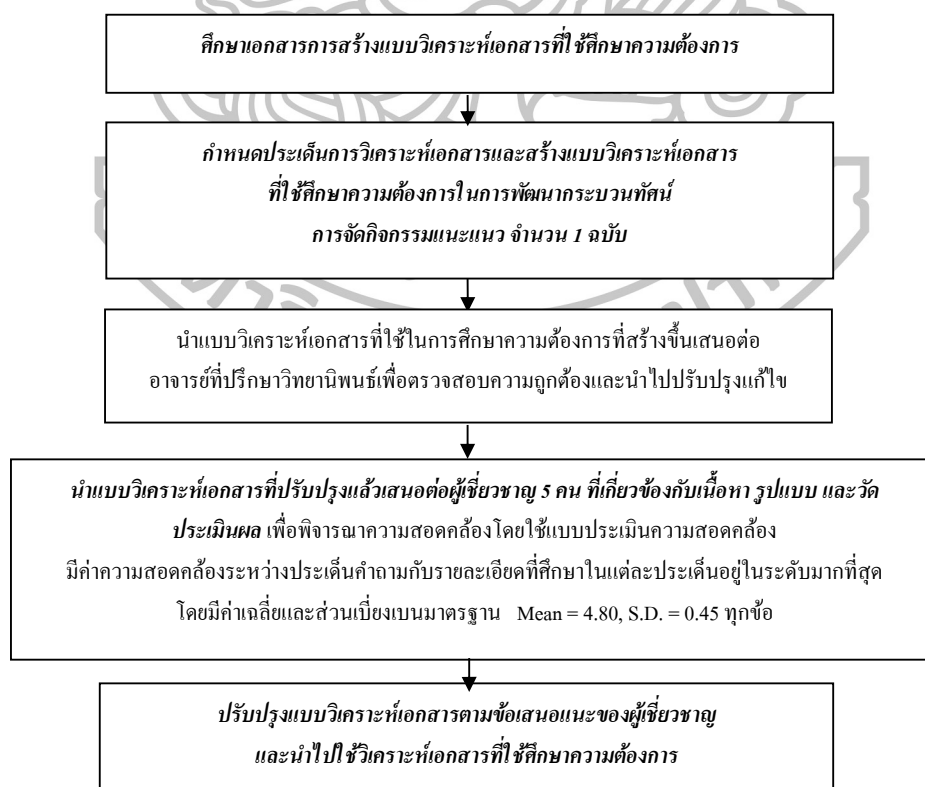 ศึกษาเอกสารการสร้างแบบวิเคราะห์เอกสารที่ใช้ศึกษาความต้องการ
กำหนดประเด็นการวิเคราะห์เอกสารและสร้างแบบวิเคราะห์เอกสาร
ที่ใช้ศึกษาความต้องการในการพัฒนากระบวนทัศน์
การจัดกิจกรรมแนะแนว จำนวน 1 ฉบับ
นำแบบวิเคราะห์เอกสารที่ใช้ในการศึกษาความต้องการที่สร้างขึ้นเสนอต่อ
อาจารย์ที่ปรึกษาวิทยานิพนธ์เพื่อตรวจสอบความถูกต้องและนำไปปรับปรุงแก้ไข
นำแบบวิเคราะห์เอกสารที่ปรับปรุงแล้วเสนอต่อผู้เชี่ยวชาญ 5 คน ที่เกี่ยวข้องกับเนื้อหา รูปแบบ และวัด
ประเมินผล เพื่อพิจารณาความสอดคล้องโดยใช้แบบประเมินความสอดคล้อง
มีค่าความสอดคล้องระหว่างประเด็นคำถามกับรายละเอียดที่ศึกษาในแต่ละประเด็นอยู่ในระดับมากที่สุด
โดยมีค่าเฉลี่ยและส่วนเบี่ยงเบนมาตรฐาน Mean = 4.80, S.D. = 0.45 ทุกข้อ
ปรับปรุงแบบวิเคราะห์เอกสารตามข้อเสนอแนะของผู้เชี่ยวชาญ
และนำไปใช้วิเคราะห์เอกสารที่ใช้ศึกษาความต้องการ